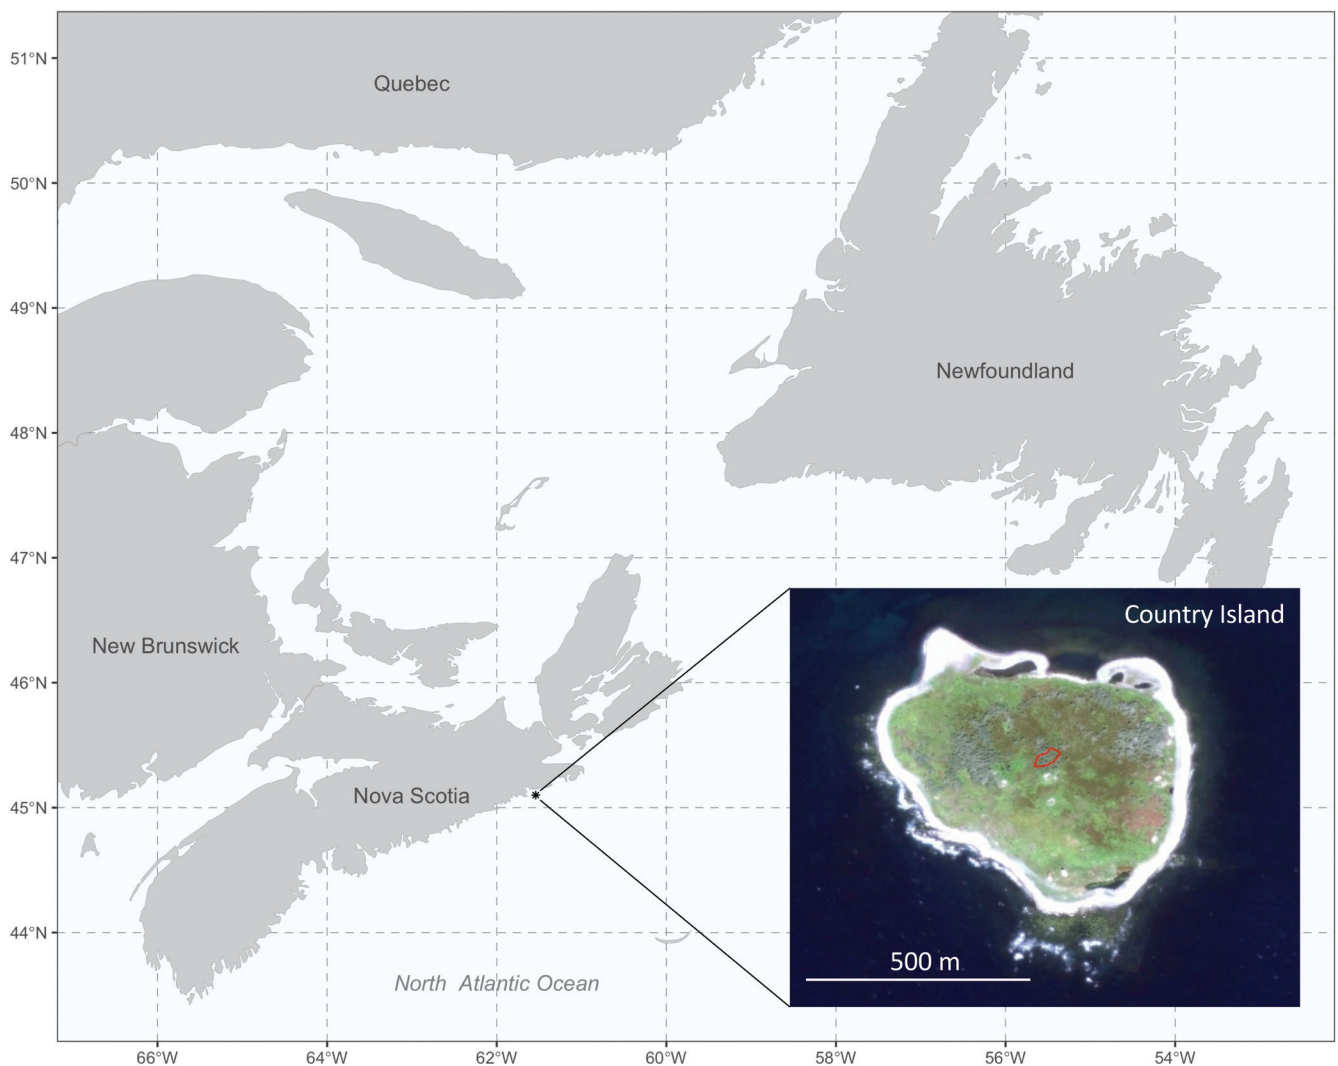 51°N
Quebec
50°N
49°N
Newfoundland
48°N
47°N
Country Island
New Brunswick
46°N
Nova Scotia
45°N
44°N
500 m
North Atlantic Ocean
66°W
64°W
62°W
60°W
58°W
56°W
54°W